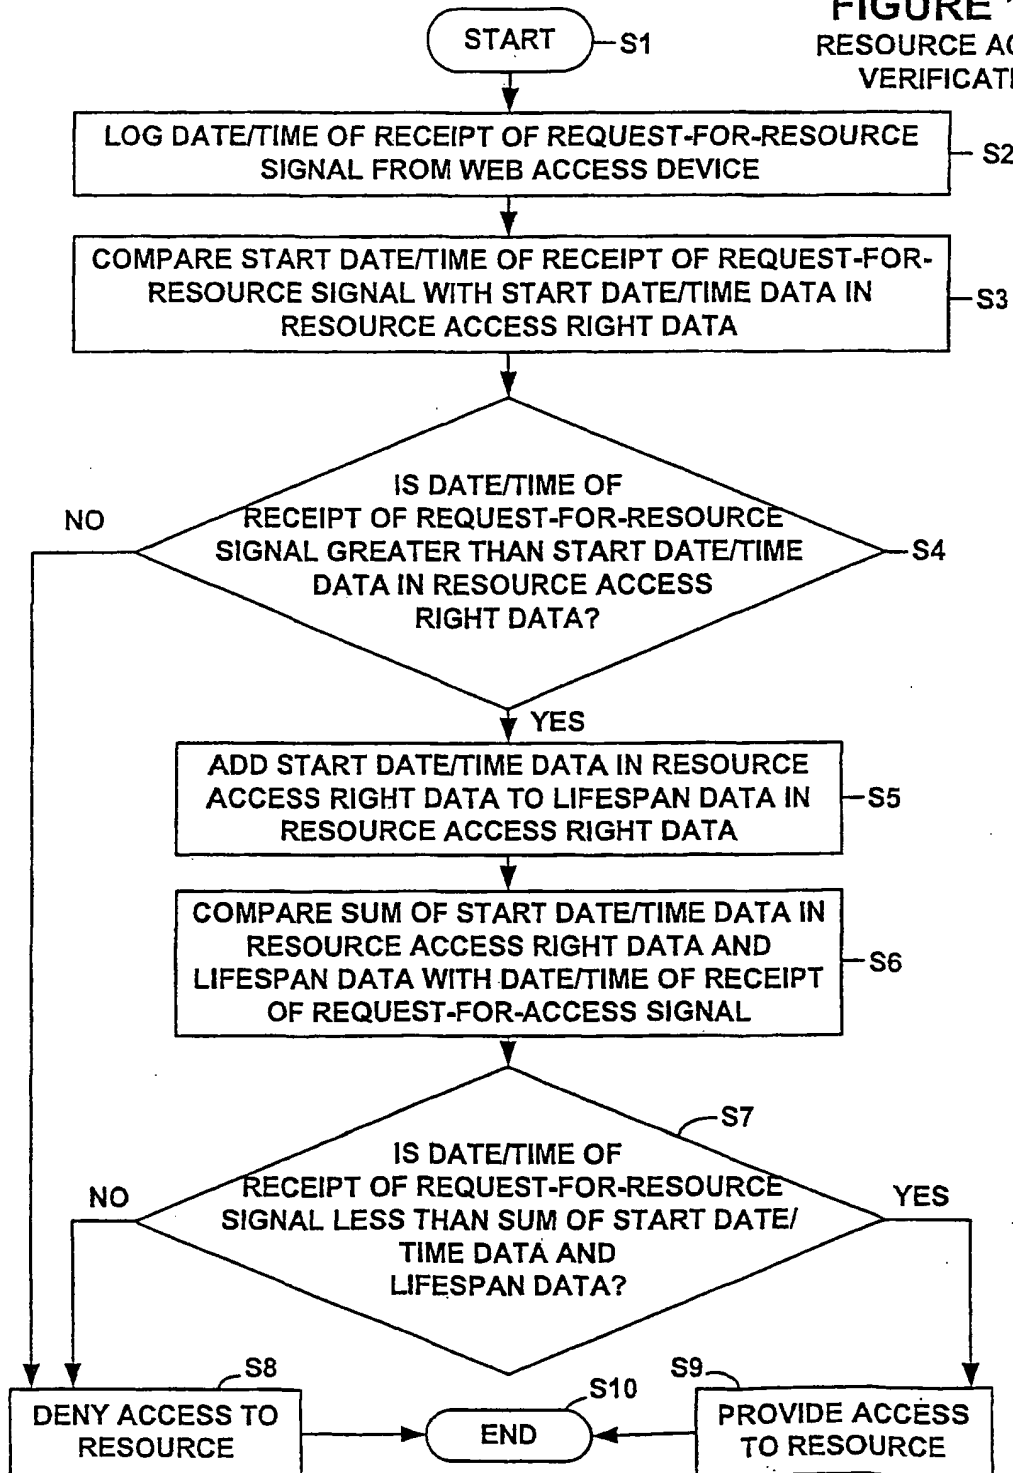 FIGURE 1
RESOURCE AC
VERIFICATI
START
S1
LOG DATE/TIME OF RECEIPT OF REQUEST-FOR-RESOURCE
SIGNAL FROM WEB ACCESS DEVICE
S2
COMPARE START DATE/TIME OF RECEIPT OF REQUEST-FOR-
RESOURCE SIGNAL WITH START DATE/TIME DATA IN
RESOURCE ACCESS RIGHT DATA
S3
IS DATE/TIME OF
RECEIPT OF REQUEST-FOR-RESOURCE
SIGNAL GREATER THAN START DATE/TIME
DATA IN RESOURCE ACCESS
RIGHT DATA?
NO
S4
YES
ADD START DATE/TIME DATA IN RESOURCE
ACCESS RIGHT DATA TO LIFESPAN DATA IN
RESOURCE ACCESS RIGHT DATA
S5
COMPARE SUM OF START DATE/TIME DATA IN
RESOURCE ACCESS RIGHT DATA AND
LIFESPAN DATA WITH DATE/TIME OF RECEIPT
OF REQUEST-FOR-ACCESS SIGNAL
S6
S7
IS DATE/TIME OF
RECEIPT OF REQUEST-FOR-RESOURCE
SIGNAL LESS THAN SUM OF START DATE/
TIME DATA AND
LIFESPAN DATA?
NO
YES
S8
DENY ACCESS TO
RESOURCE
S10
END
S9
PROVIDE ACCESS
TO RESOURCE